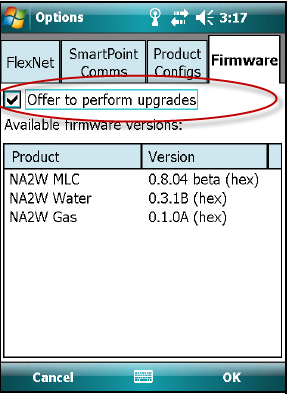 Options 3:17
FlexNet
SmartPoint Comms
Product Configs
Firmware
Offer to perform upgrades
Available firmware versions:
Product Version
NA2W MLC 0.8.04 beta (hex)
NA2W Water 0.3.1B (hex)
NA2W Gas 0.1.0A (hex)
Cancel OK